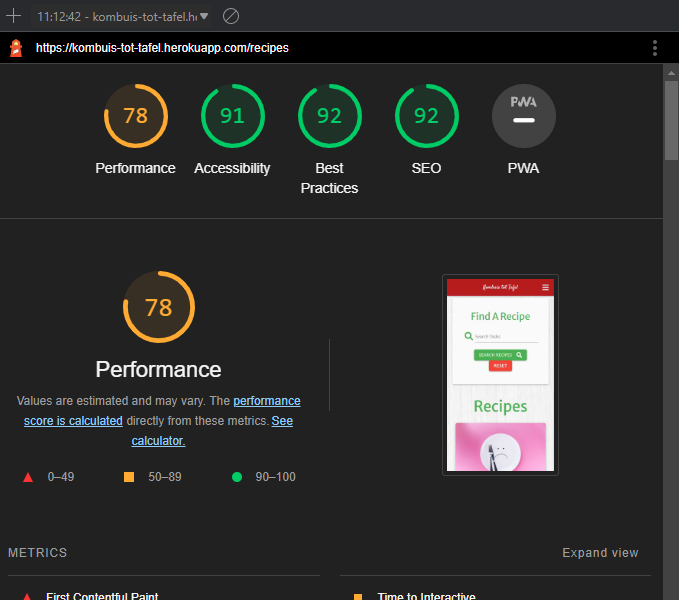 11:12:42 - kombuis-tot-tafel.he
https://kombuis-tot-tafel.herokuapp.com/recipes
78
91
92
92
PWA
Performance
Accessibility
Best
Practices
SEO
PWA
78
Performance
Values are estimated and may vary. The performance
score is calculated directly from these metrics. See
calculator.
0–49
50–89
90–100
Kombuis tot Tafel
Find A Recipe
Search Tasks
SEARCH RECIPES
RESET
Recipes
METRICS
Expand view
First Contentful Paint
Time to Interactive